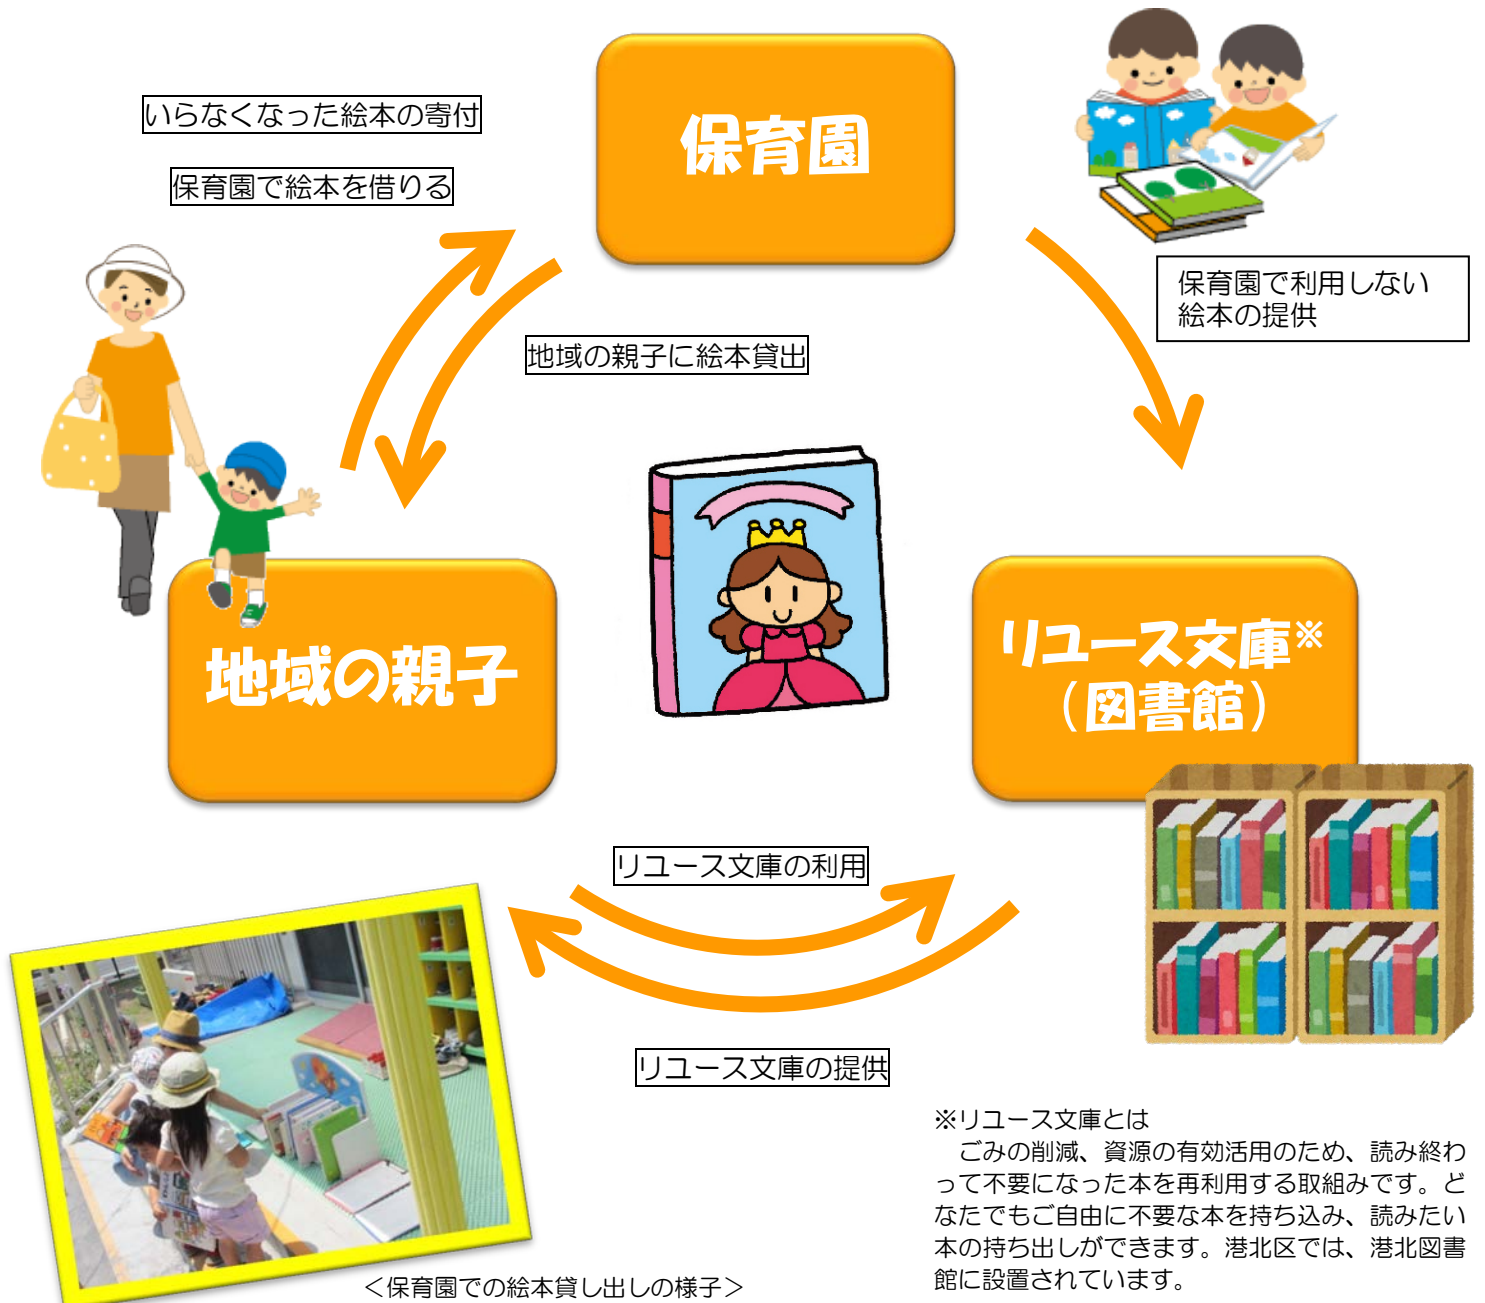 いらなくなった絵本の寄付
保育園で絵本を借りる
保育園
保育園で利用しない
絵本の提供
地域の親子に絵本貸出
地域の親子
リユース文庫※
（図書館）
リユース文庫の利用
リユース文庫の提供
※リユース文庫とは
　ごみの削減、資源の有効活用のため、読み終わ
って不要になった本を再利用する取組みです。ど
なたでもご自由に不要な本を持ち込み、読みたい
本の持ち出しができます。港北区では、港北図書
館に設置されています。
＜保育園での絵本貸し出しの様子＞